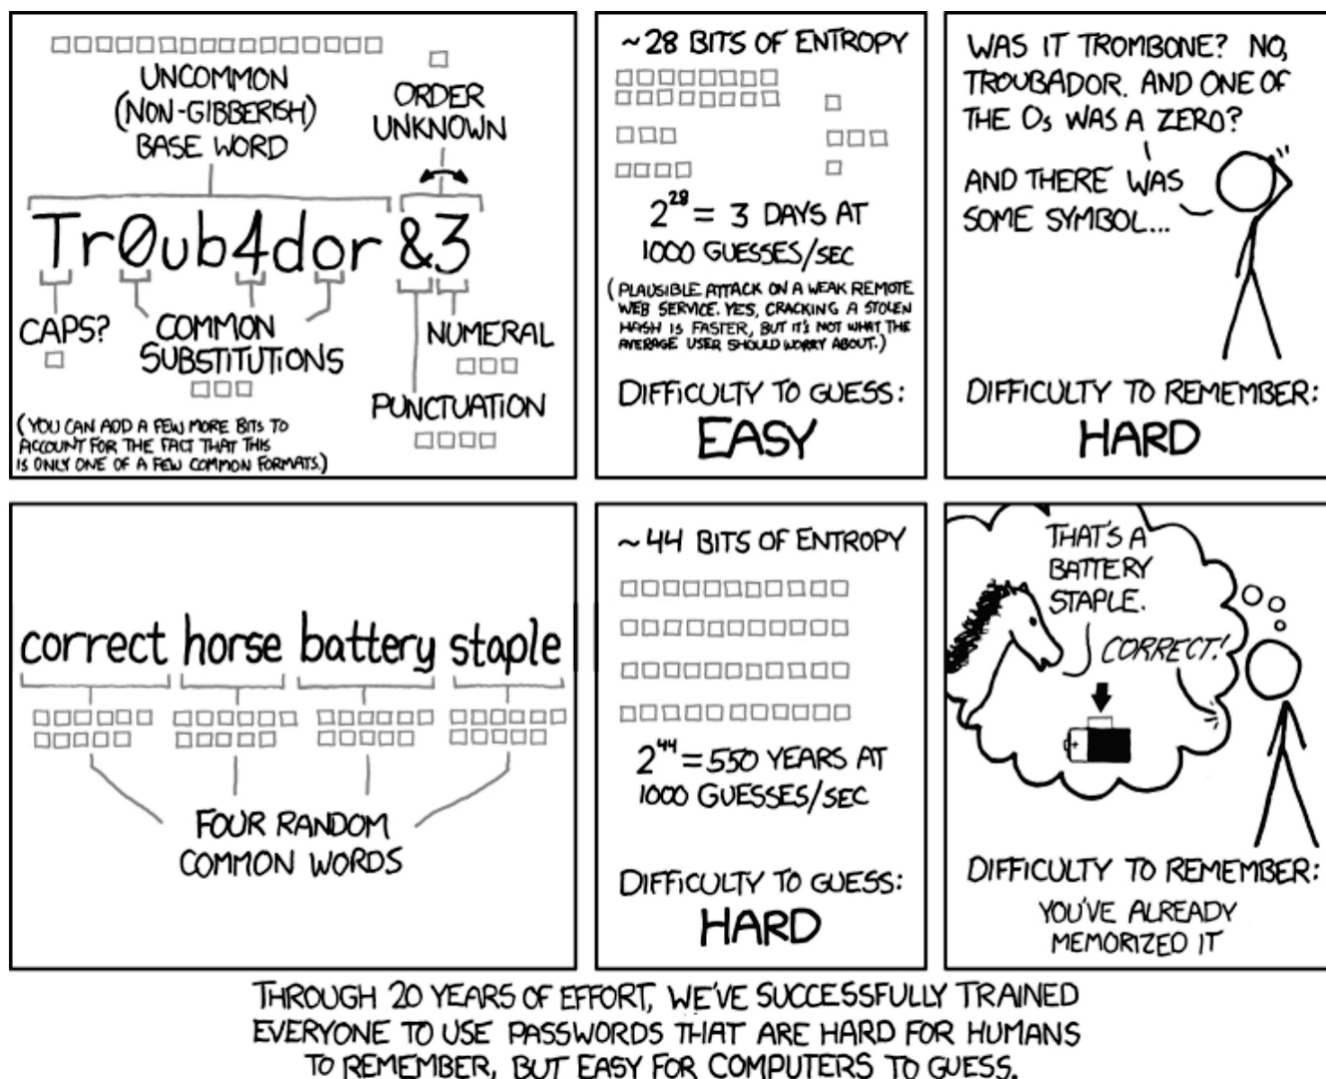 UNCOMMON
(NON-GIBBERISH)
BASE WORD
ORDER
UNKNOWN
Tr0ub4dor &3
CAPS?
COMMON
SUBSTITUTIONS
NUMERAL
PUNCTUATION
(YOU CAN ADD A FEW MORE BITS TO
ACCOUNT FOR THE FACT THAT THIS
IS ONLY ONE OF A FEW COMMON FORMATS.)
~28 BITS OF ENTROPY
2^28 = 3 DAYS AT
1000 GUESSES/SEC
(PLAUSIBLE ATTACK ON A WEAK REMOTE
WEB SERVICE. YES, CRACKING A STOLEN
HASH IS FASTER, BUT IT'S NOT WHAT THE
AVERAGE USER SHOULD WORRY ABOUT.)
DIFFICULTY TO GUESS:
EASY
WAS IT TROMBONE? NO,
TROUBADOR. AND ONE OF
THE Os WAS A ZERO?
AND THERE WAS
SOME SYMBOL...
DIFFICULTY TO REMEMBER:
HARD
correct horse battery staple
FOUR RANDOM
COMMON WORDS
~44 BITS OF ENTROPY
2^44 = 550 YEARS AT
1000 GUESSES/SEC
DIFFICULTY TO GUESS:
HARD
THAT'S A
BATTERY
STAPLE.
CORRECT!
+
DIFFICULTY TO REMEMBER:
YOU'VE ALREADY
MEMORIZED IT
THROUGH 20 YEARS OF EFFORT, WE'VE SUCCESSFULLY TRAINED
EVERYONE TO USE PASSWORDS THAT ARE HARD FOR HUMANS
TO REMEMBER, BUT EASY FOR COMPUTERS TO GUESS.